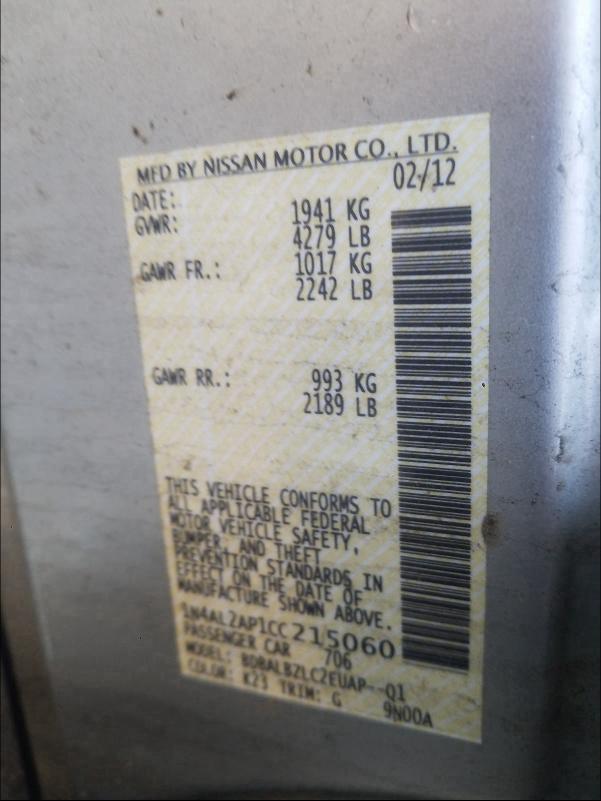 MFD BY NISSAN MOTOR CO., LTD.
DATE: 02/12
GVWR: 1941 KG
4279 LB
GAWR FR.: 1017 KG
2242 LB
GAWR RR.: 993 KG
2189 LB
THIS VEHICLE CONFORMS TO
ALL APPLICABLE FEDERAL
MOTOR VEHICLE SAFETY,
BUMPER, AND THEFT
PREVENTION STANDARDS IN
EFFECT ON THE DATE OF
MANUFACTURE SHOWN ABOVE.
1N4AL2AP1CC215060
PASSENGER CAR 706
MODEL: BDBALBZLC2EUAP--Q1
COLOR: K23 TRIM: G 9N00A